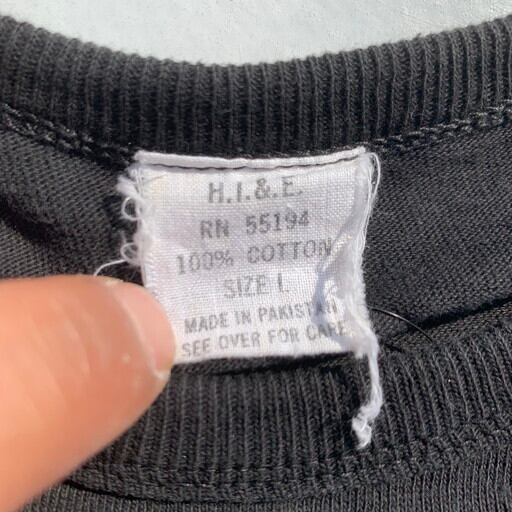 H.I.&E.
RN 55194
100% COTTON
SIZE L
MADE IN PAKISTAN
SEE OVER FOR CARE